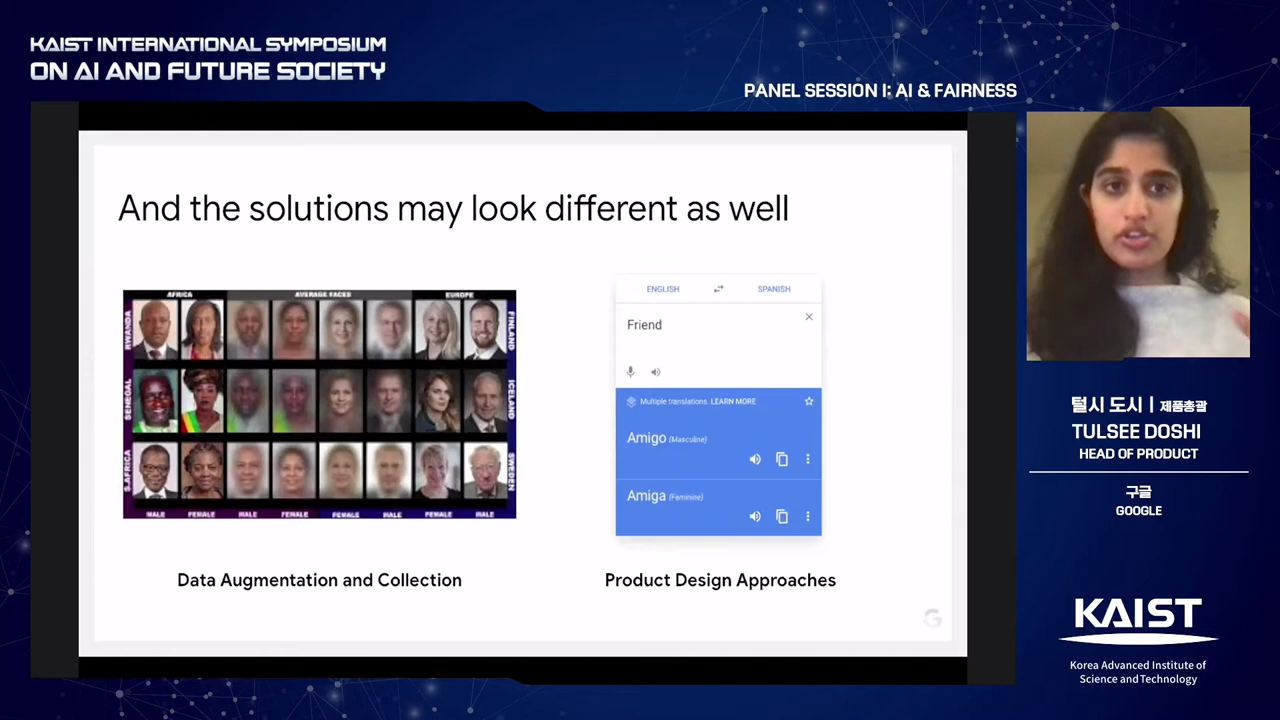 KAIST INTERNATIONAL SYMPOSIUM
ON AI AND FUTURE SOCIETY
PANEL SESSION I: AI & FAIRNESS
And the solutions may look different as well
AFRICA
AVERAGE FACES
EUROPE
RWANDA
FINLAND
SENEGAL
ICELAND
S.AFRICA
SWEDEN
MALE FEMALE MALE FEMALE FEMALE MALE FEMALE MALE
Data Augmentation and Collection
ENGLISH
SPANISH
Friend
Multiple translations. LEARN MORE
Amigo (Masculine)
Amiga (Feminine)
Product Design Approaches
G
털시 도시 | 제품총괄
TULSEE DOSHI
HEAD OF PRODUCT
구글
GOOGLE
KAIST
Korea Advanced Institute of
Science and Technology